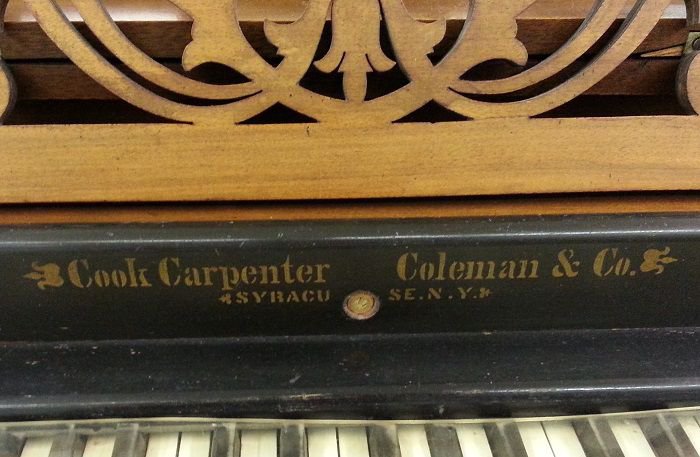 Cook Carpenter Coleman & Co.
SYRACU SE. N. Y.